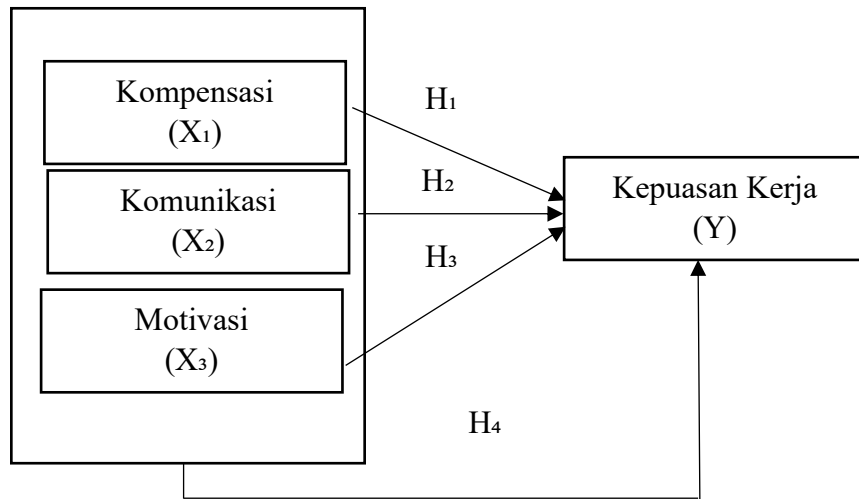 Kompensasi
(X₁)
H₁
Komunikasi
(X₂)
H₂
Kepuasan Kerja
(Y)
H₃
Motivasi
(X₃)
H₄